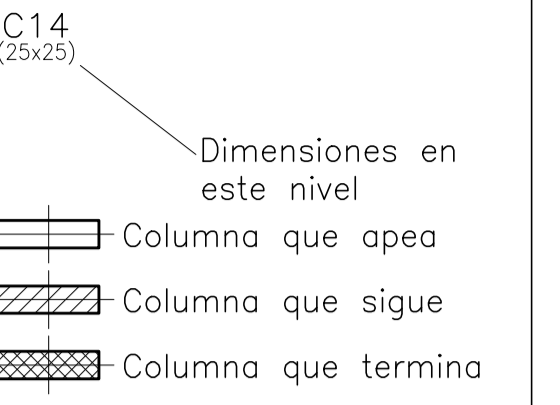 C14
(25x25)
Dimensiones en
este nivel
Columna que apea
Columna que sigue
Columna que termina